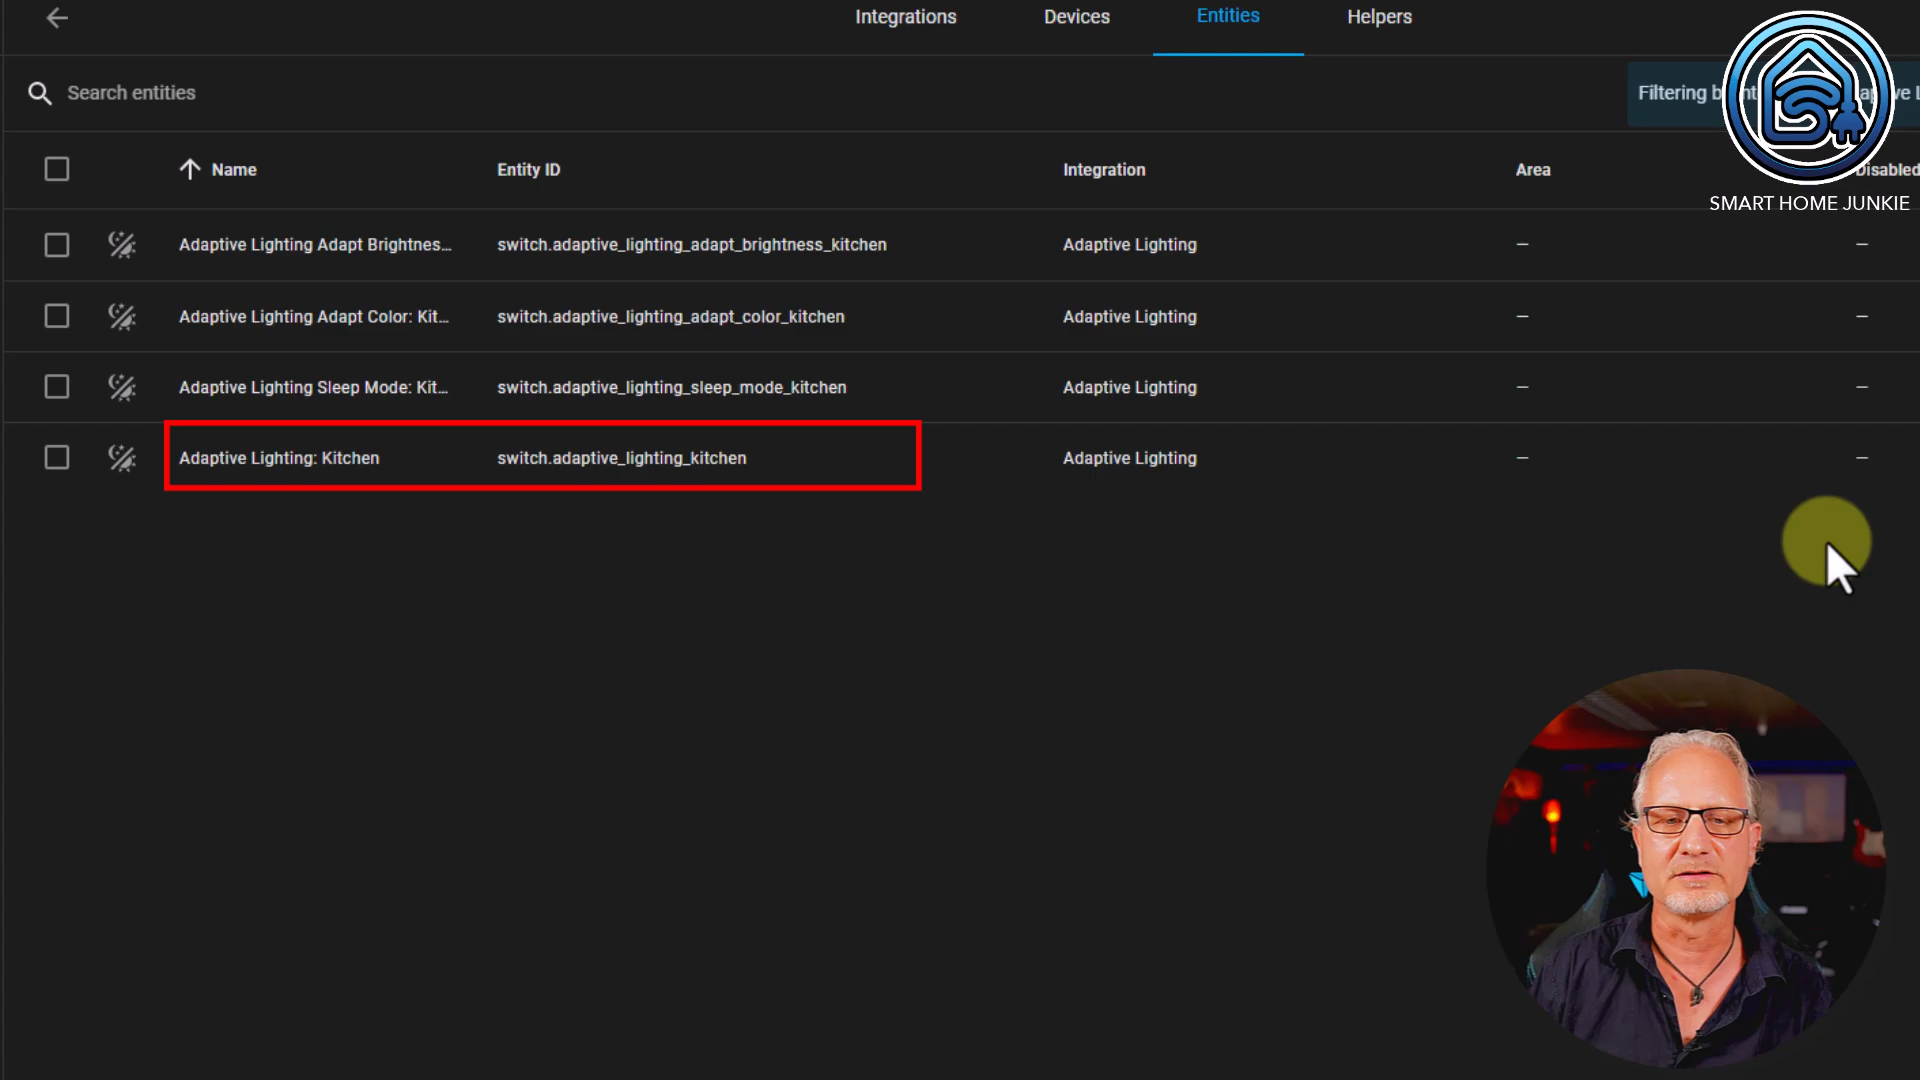 Integrations Devices Entities Helpers
Search entities
Filtering
Name Entity ID Integration Area Disabled
Adaptive Lighting Adapt Brightnes... switch.adaptive_lighting_adapt_brightness_kitchen Adaptive Lighting – –
Adaptive Lighting Adapt Color: Kit... switch.adaptive_lighting_adapt_color_kitchen Adaptive Lighting – –
Adaptive Lighting Sleep Mode: Kit... switch.adaptive_lighting_sleep_mode_kitchen Adaptive Lighting – –
Adaptive Lighting: Kitchen switch.adaptive_lighting_kitchen Adaptive Lighting – –
SMART HOME JUNKIE